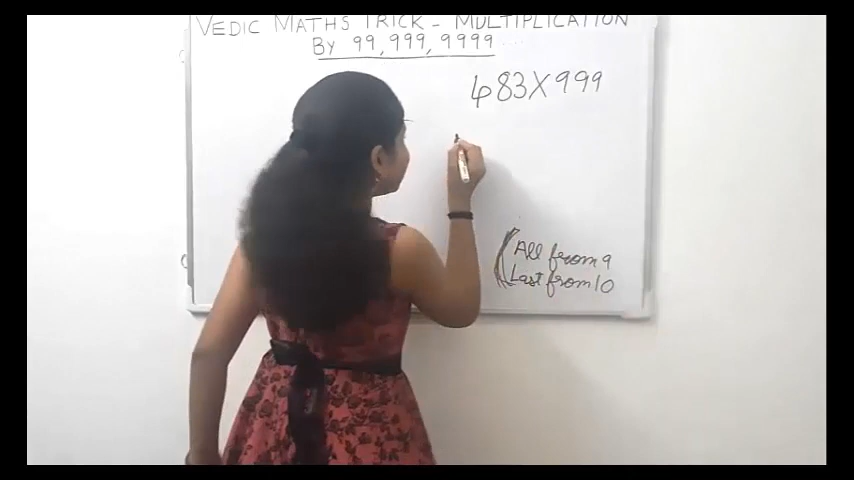 VEDIC MATHS TRICK - MULTIPLICATION
By 99, 999, 9999 ....
483X999
All from 9
Last from 10